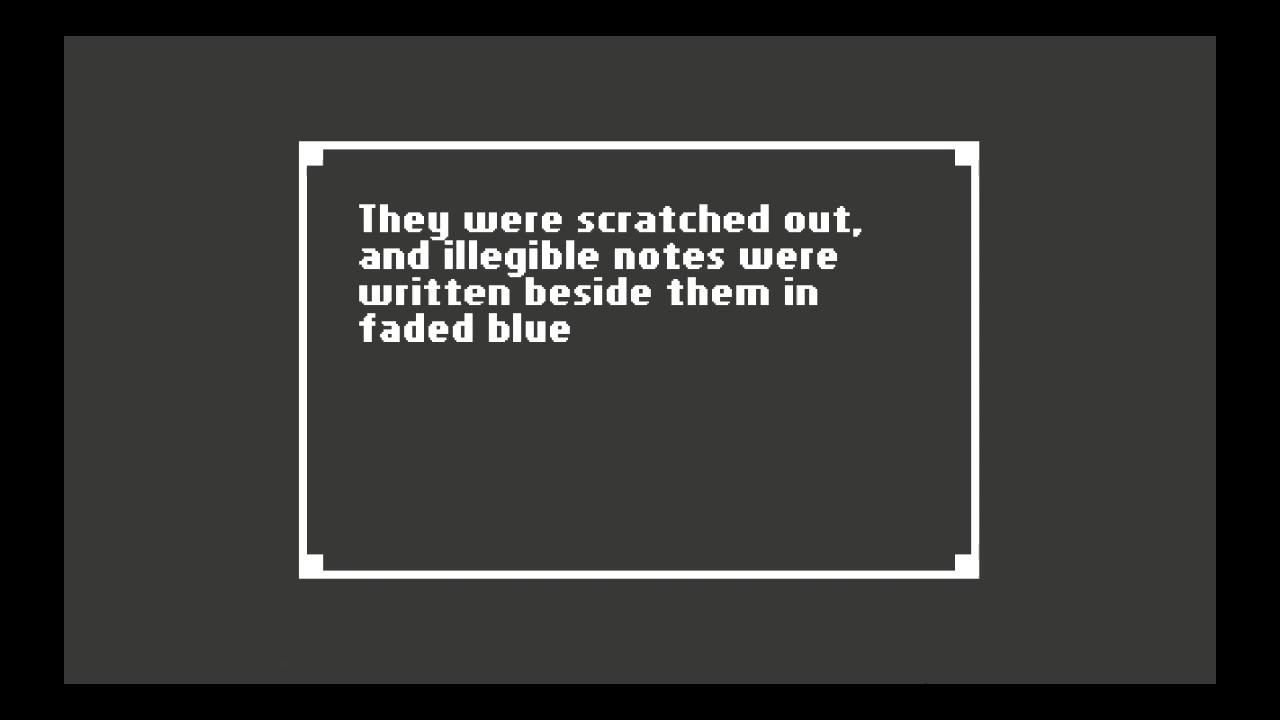 They were scratched out,
and illegible notes were
written beside them in
faded blue